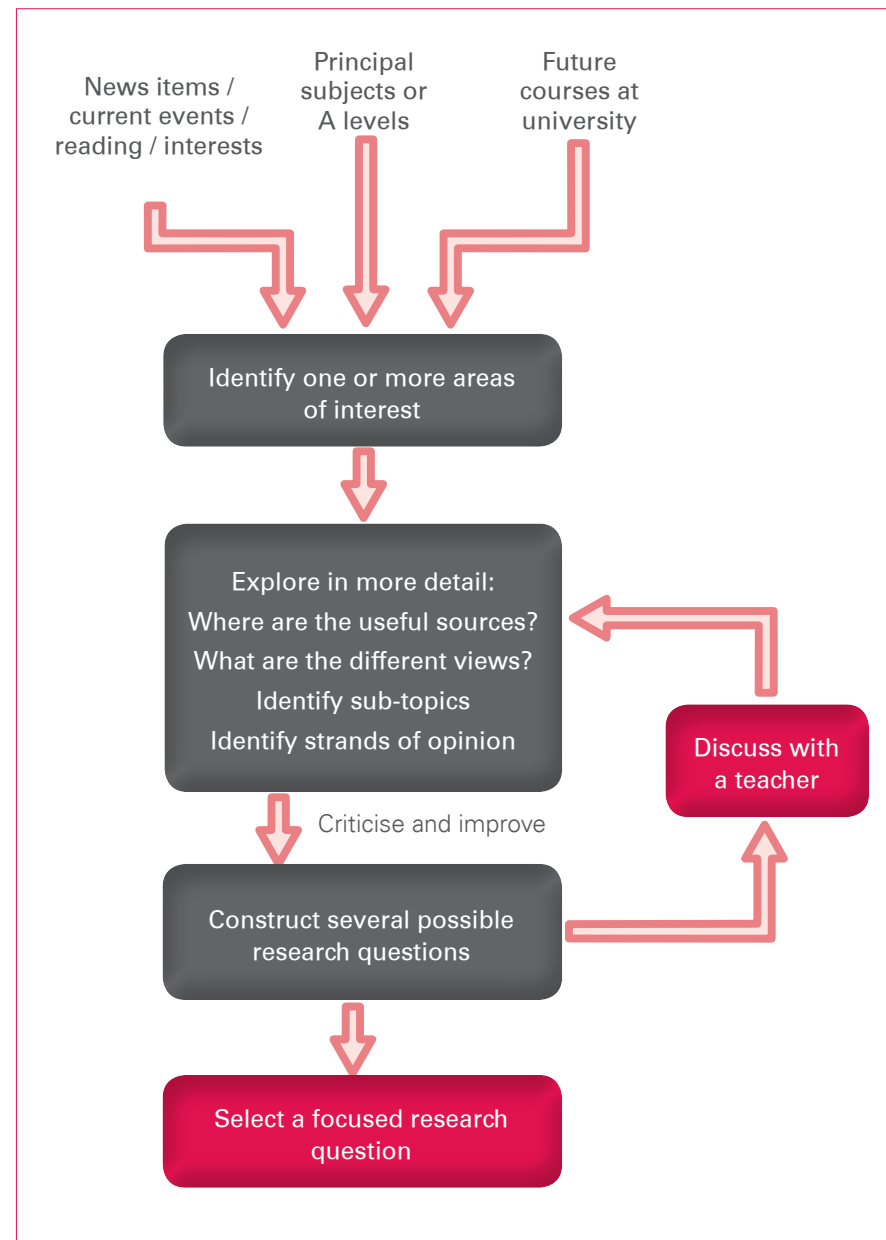 News items /
current events /
reading / interests
Principal
subjects or
A levels
Future
courses at
university
Identify one or more areas
of interest
Explore in more detail:
Where are the useful sources?
What are the different views?
Identify sub-topics
Identify strands of opinion
Discuss with
a teacher
Criticise and improve
Construct several possible
research questions
Select a focused research
question